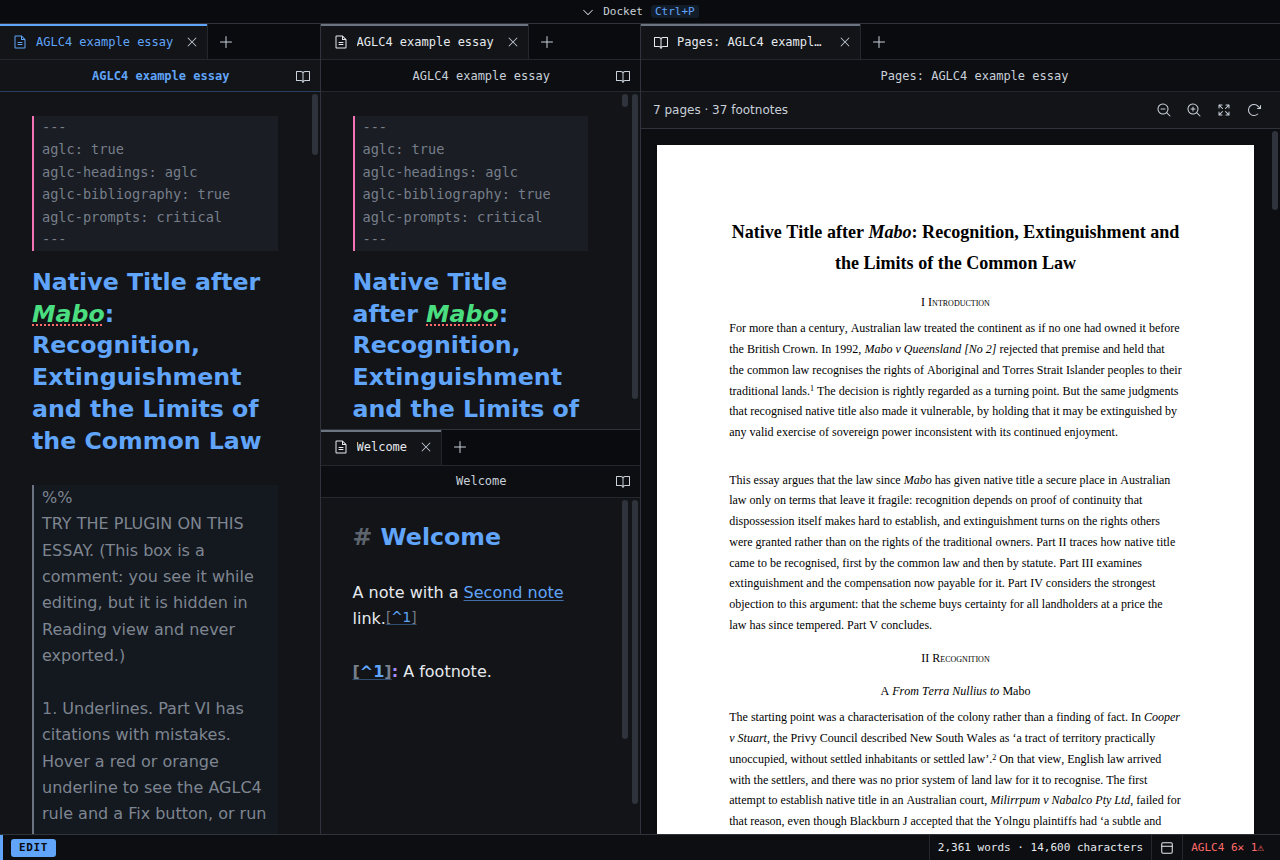 Docket Ctrl+P
AGLC4 example essay
AGLC4 example essay
---
aglc: true
aglc-headings: aglc
aglc-bibliography: true
aglc-prompts: critical
---
Native Title after
Mabo:
Recognition,
Extinguishment
and the Limits of
the Common Law
%%
TRY THE PLUGIN ON THIS
ESSAY. (This box is a
comment: you see it while
editing, but it is hidden in
Reading view and never
exported.)
1. Underlines. Part VI has
citations with mistakes.
Hover a red or orange
underline to see the AGLC4
rule and a Fix button, or run
AGLC4 example essay
AGLC4 example essay
---
aglc: true
aglc-headings: aglc
aglc-bibliography: true
aglc-prompts: critical
---
Native Title
after Mabo:
Recognition,
Extinguishment
and the Limits of
Welcome
Welcome
# Welcome
A note with a Second note
link.[^1]
[^1]: A footnote.
Pages: AGLC4 exampl…
Pages: AGLC4 example essay
7 pages · 37 footnotes
Native Title after Mabo: Recognition, Extinguishment and
the Limits of the Common Law
I Introduction
For more than a century, Australian law treated the continent as if no one had owned it before
the British Crown. In 1992, Mabo v Queensland [No 2] rejected that premise and held that
the common law recognises the rights of Aboriginal and Torres Strait Islander peoples to their
traditional lands.¹ The decision is rightly regarded as a turning point. But the same judgments
that recognised native title also made it vulnerable, by holding that it may be extinguished by
any valid exercise of sovereign power inconsistent with its continued enjoyment.
This essay argues that the law since Mabo has given native title a secure place in Australian
law only on terms that leave it fragile: recognition depends on proof of continuity that
dispossession itself makes hard to establish, and extinguishment turns on the rights others
were granted rather than on the rights of the traditional owners. Part II traces how native title
came to be recognised, first by the common law and then by statute. Part III examines
extinguishment and the compensation now payable for it. Part IV considers the strongest
objection to this argument: that the scheme buys certainty for all landholders at a price the
law has since tempered. Part V concludes.
II Recognition
A From Terra Nullius to Mabo
The starting point was a characterisation of the colony rather than a finding of fact. In Cooper
v Stuart, the Privy Council described New South Wales as ‘a tract of territory practically
unoccupied, without settled inhabitants or settled law’.² On that view, English law arrived
with the settlers, and there was no prior system of land law for it to recognise. The first
attempt to establish native title in an Australian court, Milirrpum v Nabalco Pty Ltd, failed for
that reason, even though Blackburn J accepted that the Yolngu plaintiffs had ‘a subtle and
EDIT
2,361 words · 14,600 characters
AGLC4 6× 1⚠